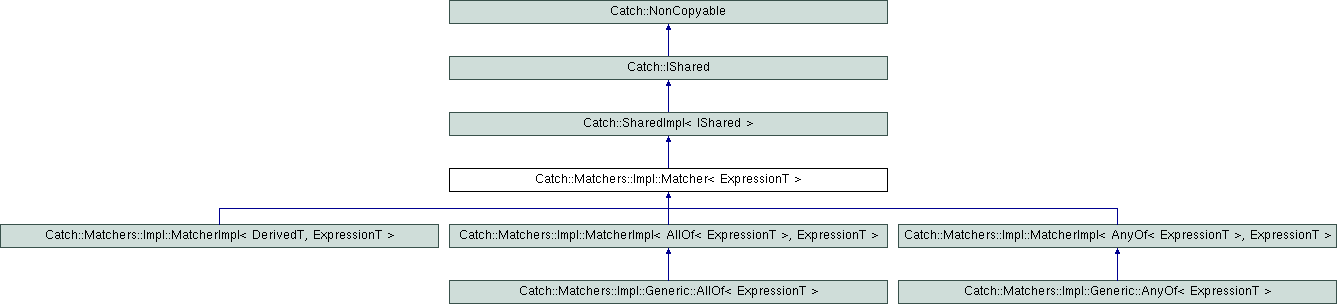 Catch::NonCopyable
Catch::IShared
Catch::SharedImpl< IShared >
Catch::Matchers::Impl::Matcher< ExpressionT >
Catch::Matchers::Impl::MatcherImpl< DerivedT, ExpressionT >
Catch::Matchers::Impl::MatcherImpl< AllOf< ExpressionT >, ExpressionT >
Catch::Matchers::Impl::MatcherImpl< AnyOf< ExpressionT >, ExpressionT >
Catch::Matchers::Impl::Generic::AllOf< ExpressionT >
Catch::Matchers::Impl::Generic::AnyOf< ExpressionT >